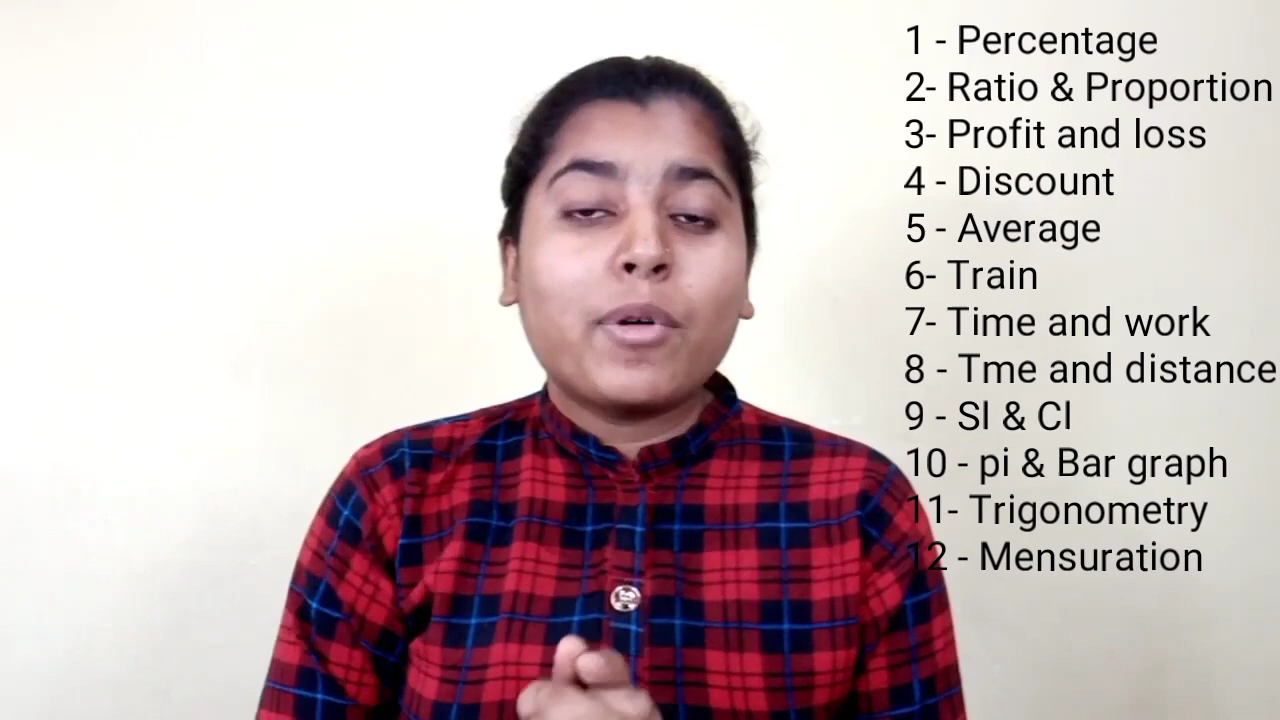 1 - Percentage
2- Ratio & Proportion
3- Profit and loss
4 - Discount
5 - Average
6- Train
7- Time and work
8 - Tme and distance
9 - SI & CI
10 - pi & Bar graph
11- Trigonometry
12 - Mensuration